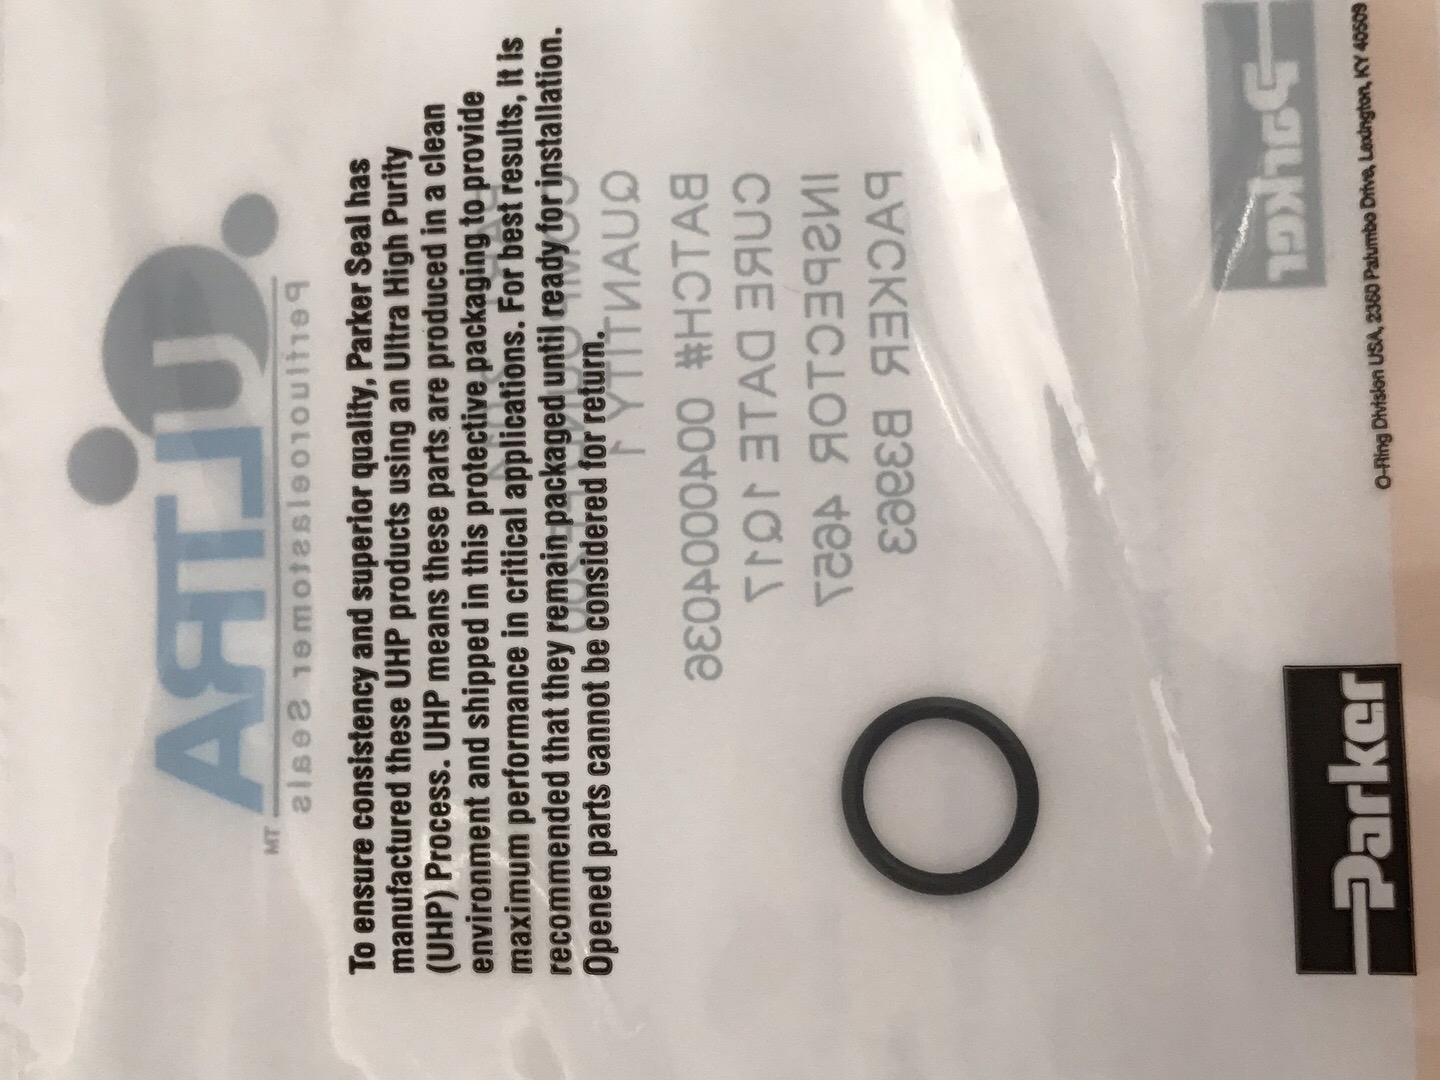 To ensure consistency and superior quality, Parker Seal has
manufactured these UHP products using an Ultra High Purity
(UHP) Process. UHP means these parts are produced in a clean
environment and shipped in this protective packaging to provide
maximum performance in critical applications. For best results, it is
recommended that they remain packaged until ready for installation.
Opened parts cannot be considered for return.
Parker
O-Ring Division USA, 2360 Palumbo Drive, Lexington, KY 40509
ULTRA
TM
Perfluoroelastomer Seals
QUANTITY 1
BATCH# 0040004036
CURE DATE 1Q17
INSPECTOR 4657
PACKER B3963
Parker